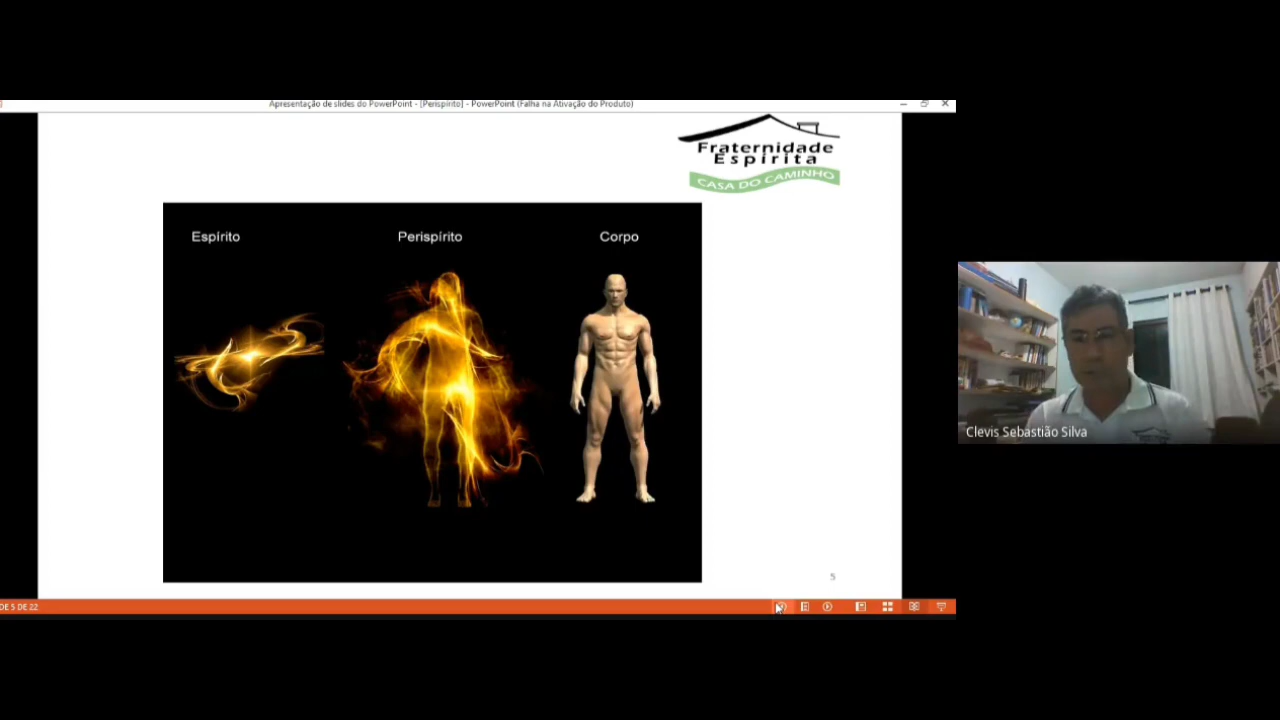 Apresentação de slides do PowerPoint - [Perispírito] - PowerPoint (Falha na Ativação do Produto)
Fraternidade
Espírita
CASA DO CAMINHO
Espírito
Perispírito
Corpo
5
DE 5 DE 22
Clevis Sebastião Silva